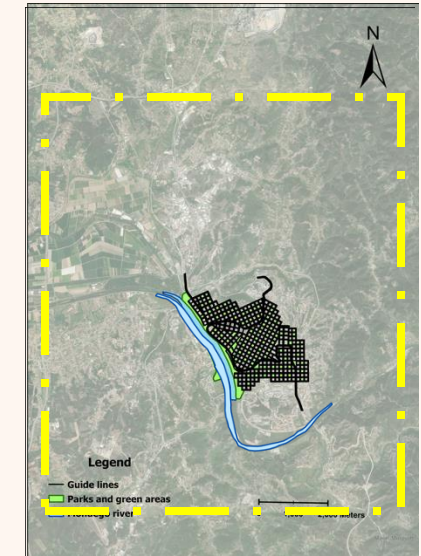 N
Legend
Guide lines
Parks and green areas
Mondego river
Meters